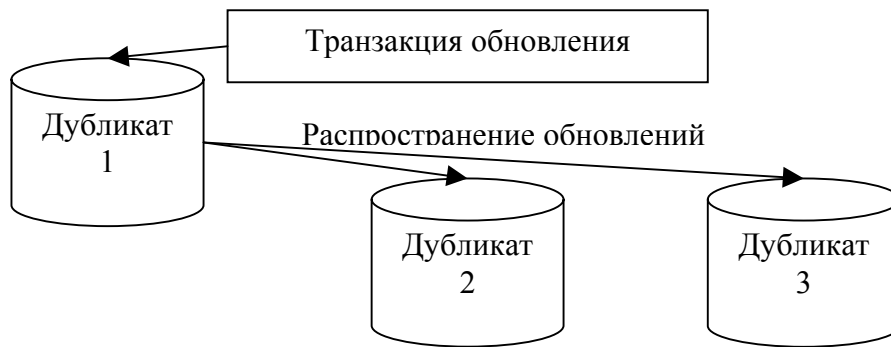 Транзакция обновления
Дубликат
1
Распространение обновлений
Дубликат
2
Дубликат
3